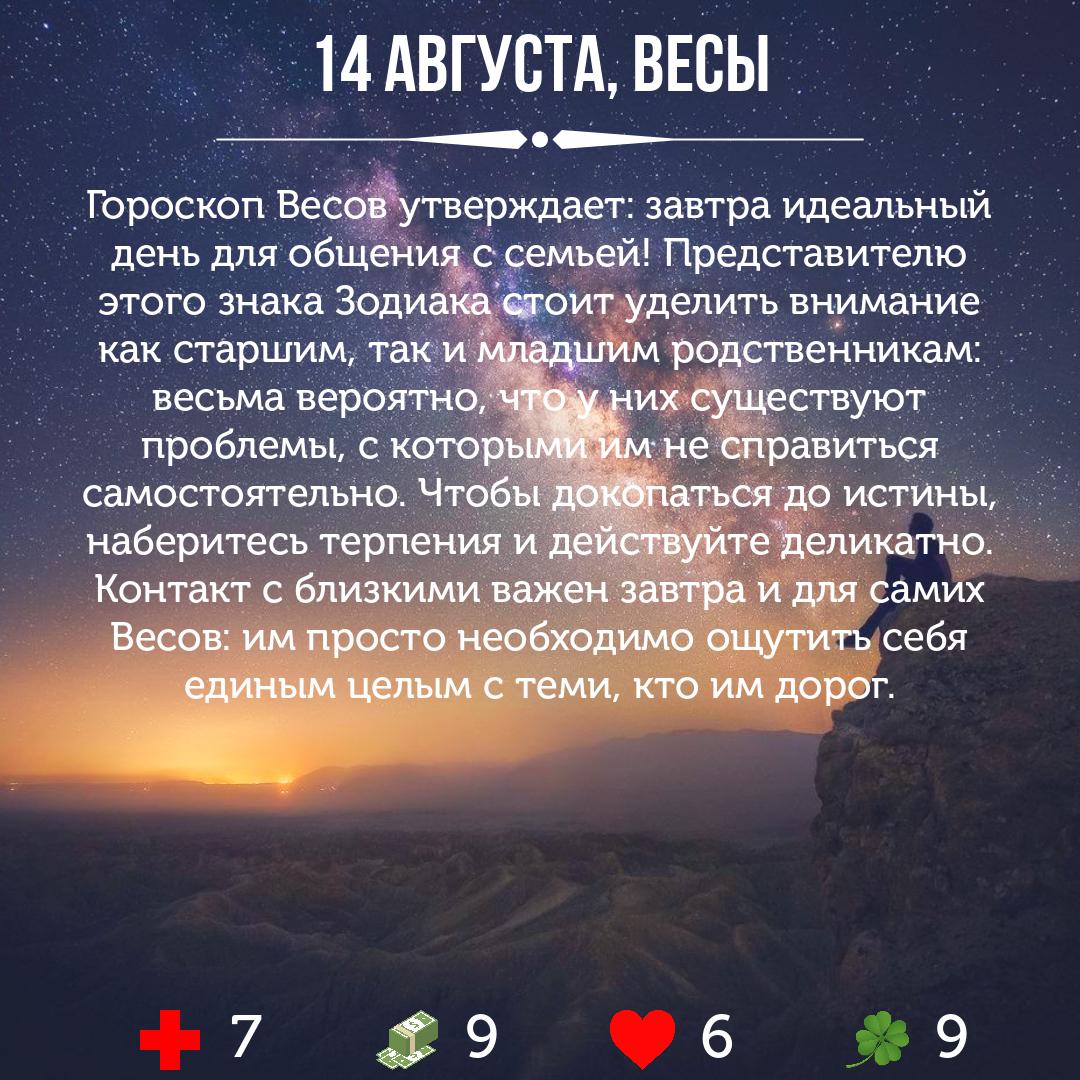 14 АВГУСТА, ВЕСЫ
Гороскоп Весов утверждает: завтра идеальный
день для общения с семьей! Представителю
этого знака Зодиака стоит уделить внимание
как старшим, так и младшим родственникам:
весьма вероятно, что у них существуют
проблемы, с которыми им не справиться
самостоятельно. Чтобы докопаться до истины,
наберитесь терпения и действуйте деликатно.
Контакт с близкими важен завтра и для самих
Весов: им просто необходимо ощутить себя
единым целым с теми, кто им дорог.
7 9 6 9